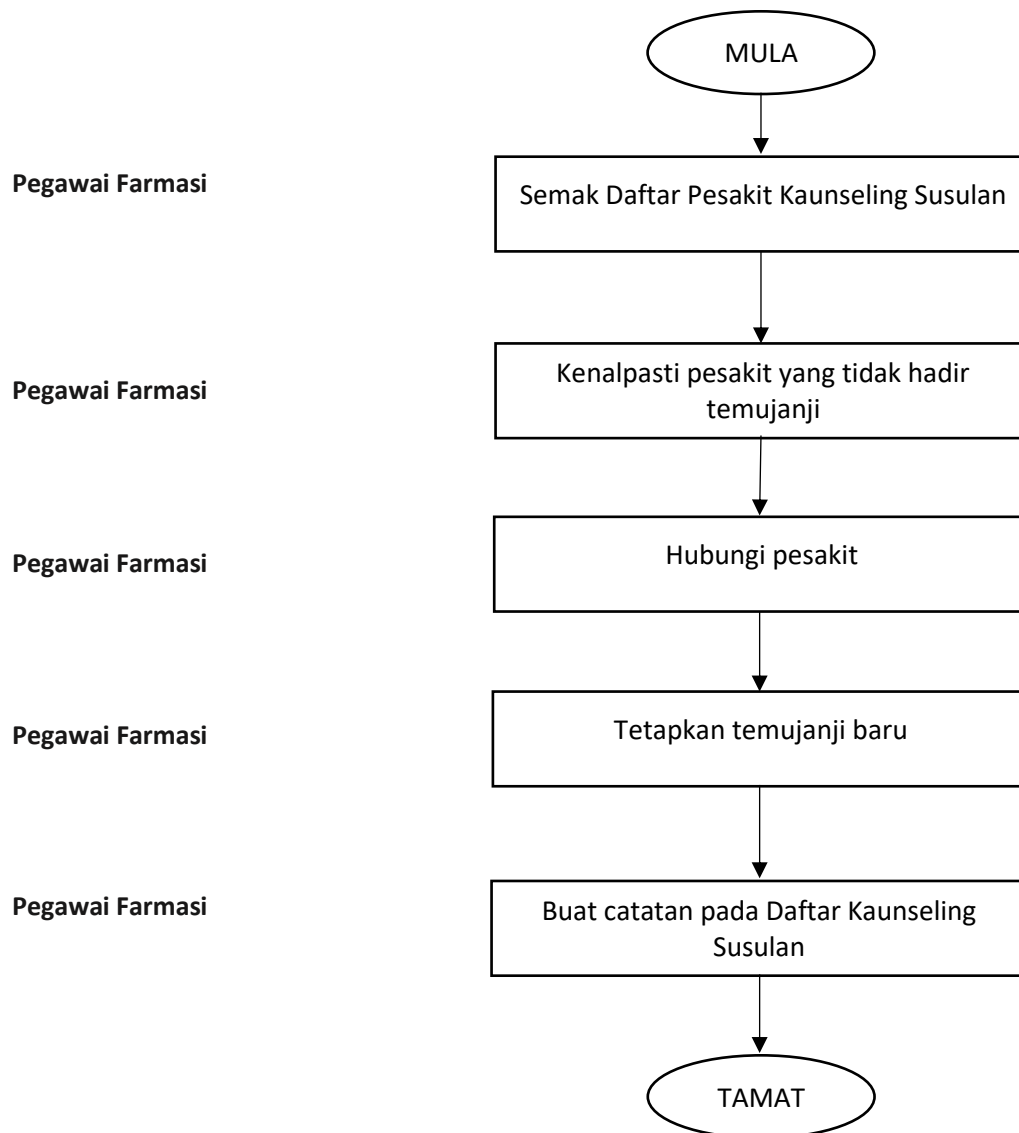 MULA
Pegawai Farmasi
Semak Daftar Pesakit Kaunseling Susulan
Pegawai Farmasi
Kenalpasti pesakit yang tidak hadir
temujanji
Pegawai Farmasi
Hubungi pesakit
Pegawai Farmasi
Tetapkan temujanji baru
Pegawai Farmasi
Buat catatan pada Daftar Kaunseling
Susulan
TAMAT